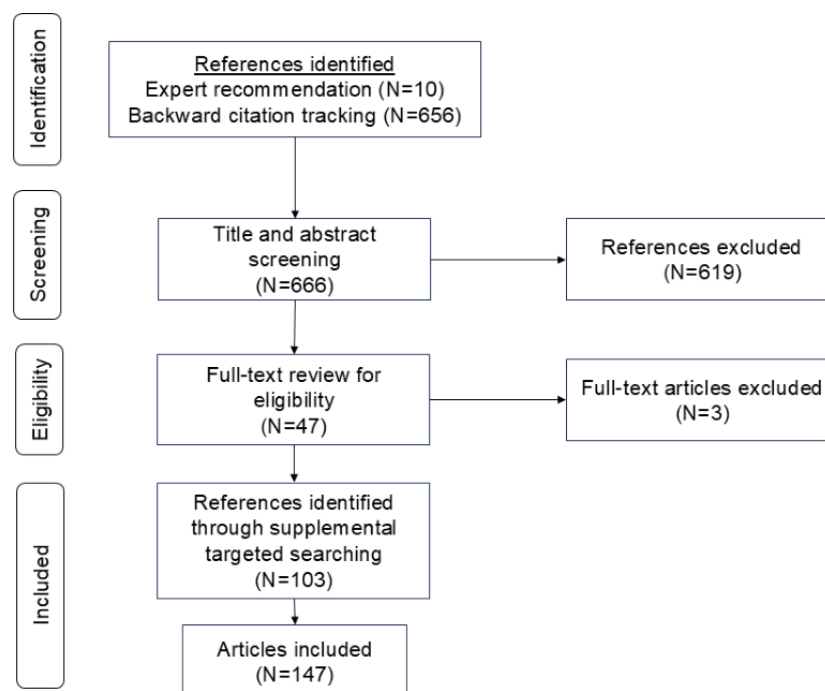 Identification
References identified
Expert recommendation (N=10)
Backward citation tracking (N=656)
Screening
Title and abstract
screening
(N=666)
References excluded
(N=619)
Eligibility
Full-text review for
eligibility
(N=47)
Full-text articles excluded
(N=3)
Included
References identified
through supplemental
targeted searching
(N=103)
Articles included
(N=147)